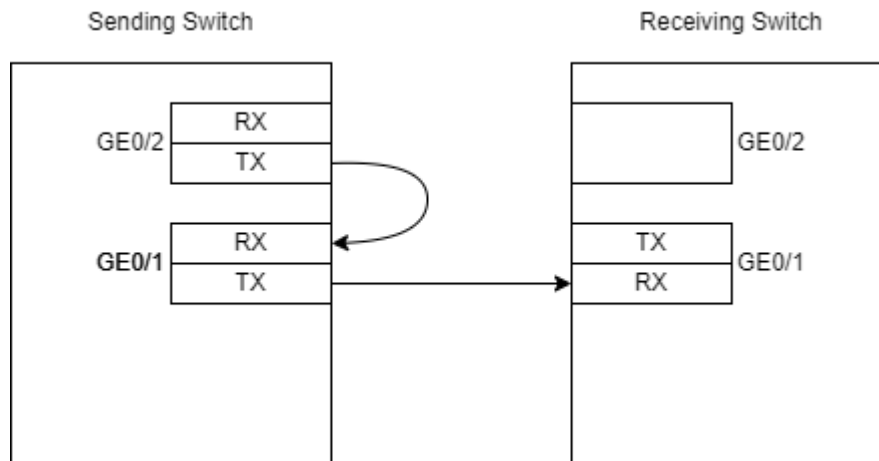 Sending Switch
Receiving Switch
GE0/2
RX
TX
GE0/2
GE0/1
RX
TX
TX
RX
GE0/1